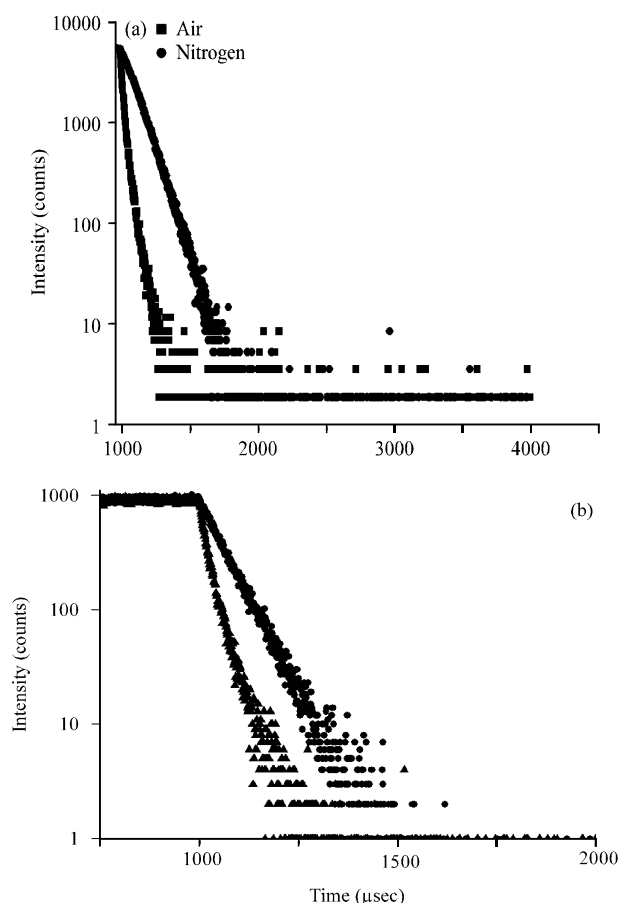 (a) ■ Air
● Nitrogen
10000
1000
100
10
1
Intensity (counts)
1000 2000 3000 4000
(b)
1000
100
10
1
Intensity (counts)
1000 1500 2000
Time (μsec)